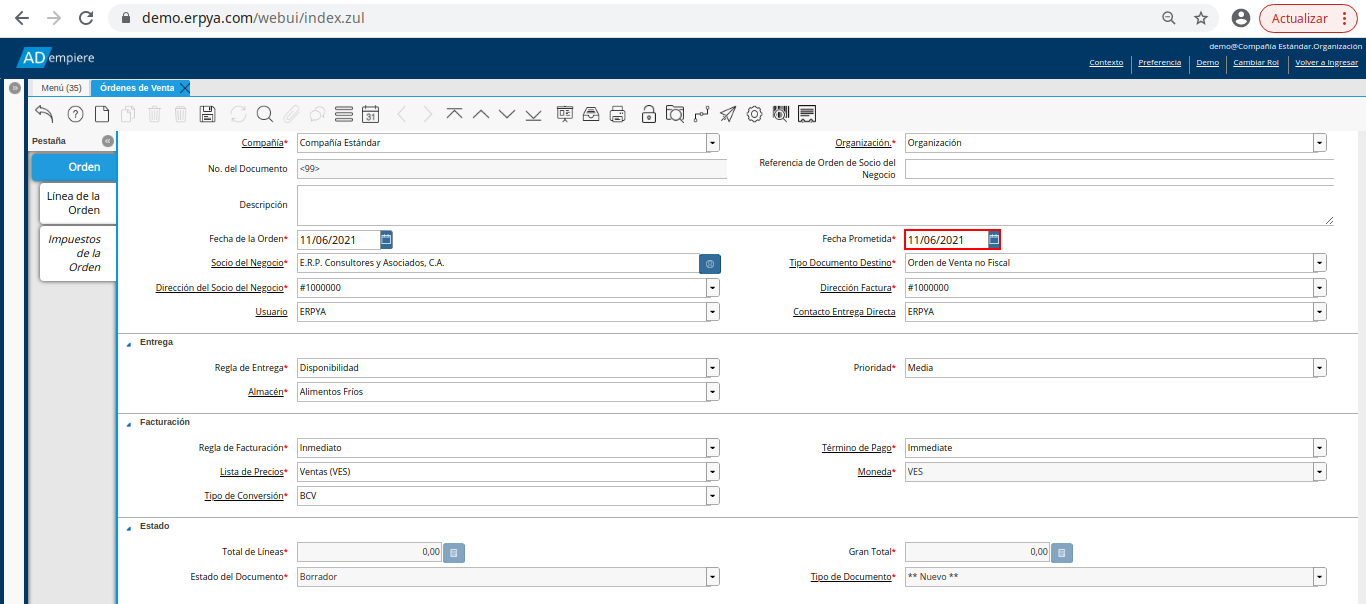 demo.erpya.com/webui/index.zul
Actualizar
ADempiere
demo@Compañía Estándar.Organización
Contexto Preferencia Demo Cambiar Rol Volver a Ingresar
Menú (35) Órdenes de Venta
31
Pestaña
Orden
Línea de la
Orden
Impuestos
de la
Orden
Compañía* Compañía Estándar Organización.* Organización
No. del Documento <99> Referencia de Orden de Socio del
Negocio
Descripción
Fecha de la Orden* 11/06/2021 Fecha Prometida* 11/06/2021
Socio del Negocio* E.R.P. Consultores y Asociados, C.A. Tipo Documento Destino* Orden de Venta no Fiscal
Dirección del Socio del Negocio* #1000000 Dirección Factura* #1000000
Usuario ERPYA Contacto Entrega Directa ERPYA
Entrega
Regla de Entrega* Disponibilidad Prioridad* Media
Almacén* Alimentos Fríos
Facturación
Regla de Facturación* Inmediato Término de Pago* Immediate
Lista de Precios* Ventas (VES) Moneda* VES
Tipo de Conversión* BCV
Estado
Total de Líneas* 0,00 Gran Total* 0,00
Estado del Documento* Borrador Tipo de Documento* ** Nuevo **